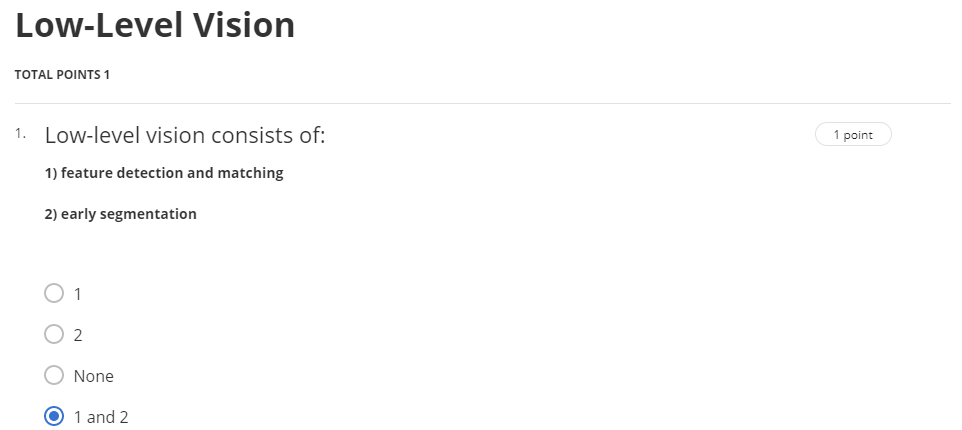 Low-Level Vision
TOTAL POINTS 1
1. Low-level vision consists of:
1 point
1) feature detection and matching
2) early segmentation
1
2
None
1 and 2